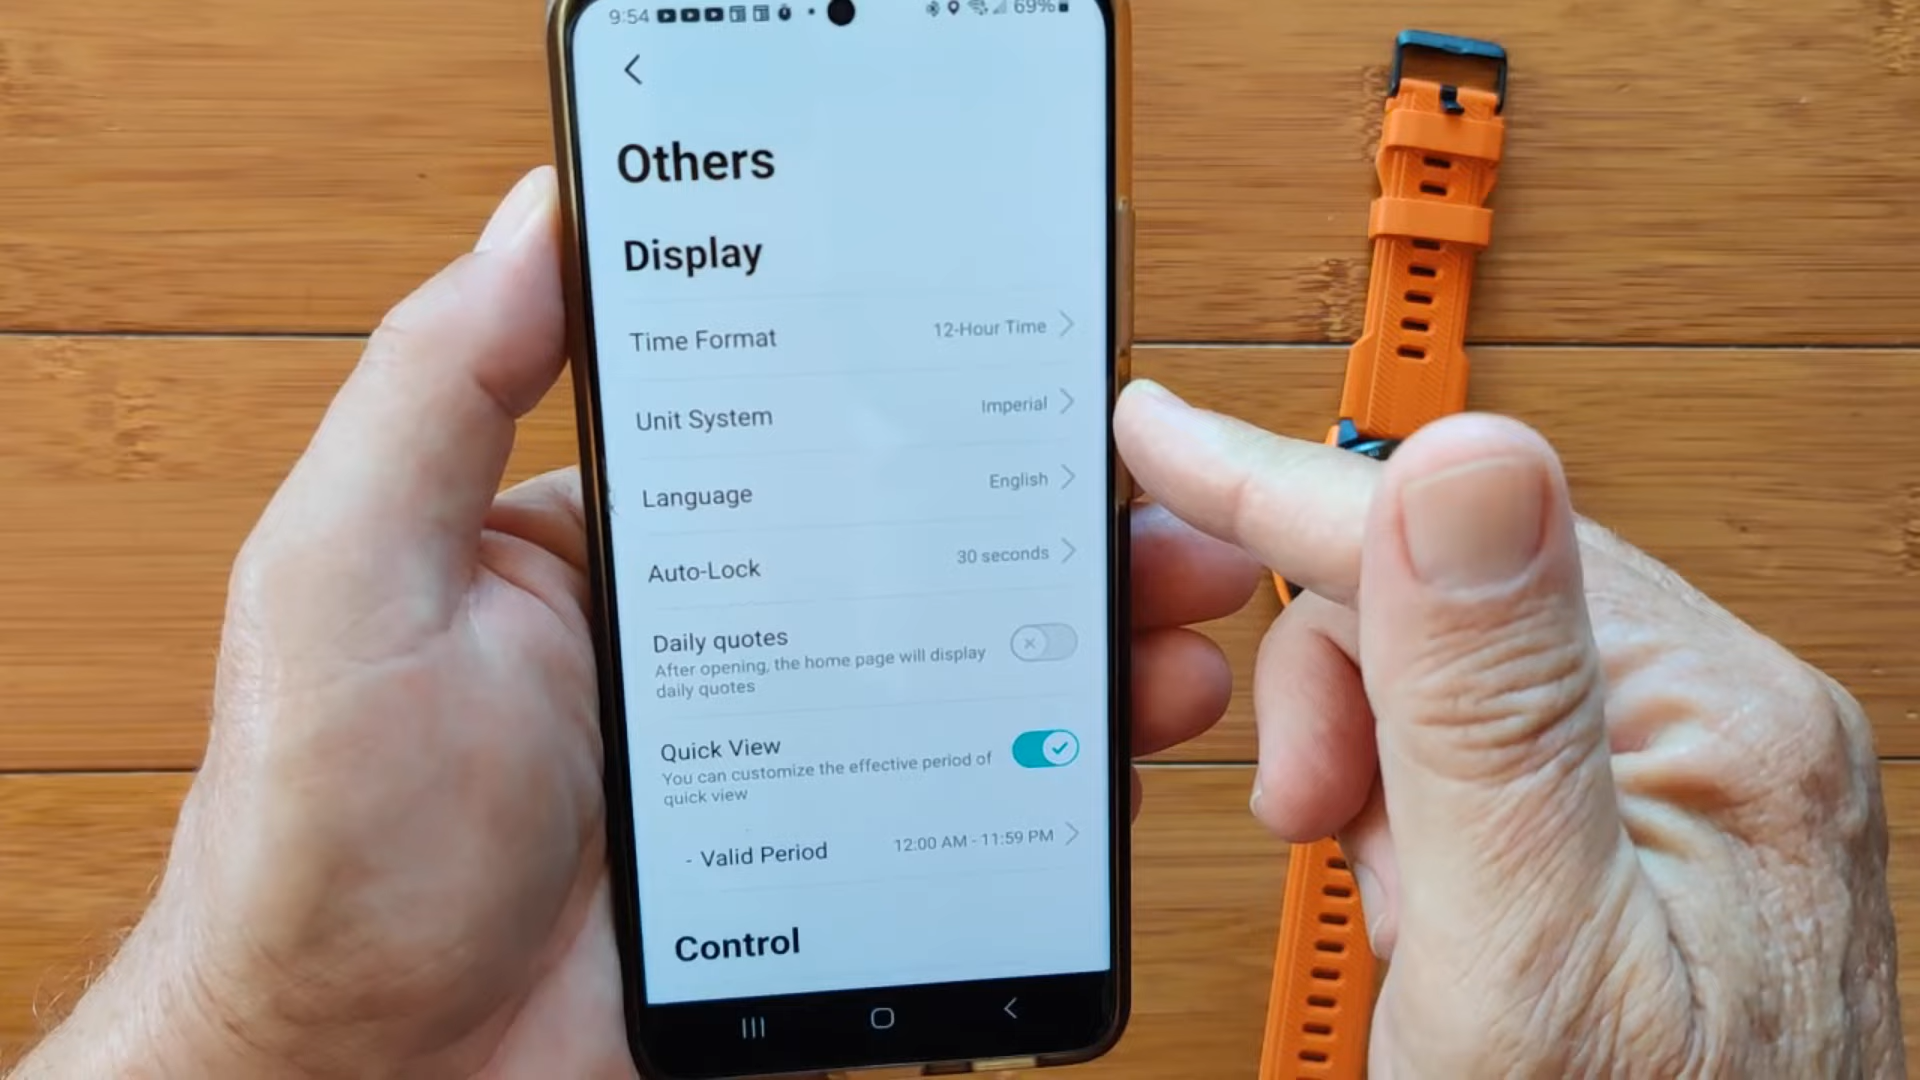 9:54 69%
Others
Display
Time Format 12-Hour Time
Unit System Imperial
Language English
Auto-Lock 30 seconds
Daily quotes
After opening, the home page will display
daily quotes
Quick View
You can customize the effective period of
quick view
- Valid Period 12:00 AM - 11:59 PM
Control